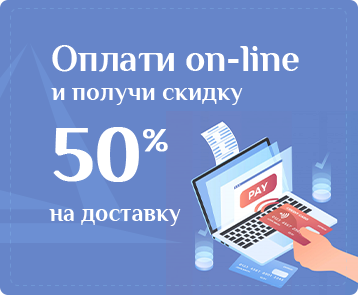 Оплати on-line
и получи скидку
50%
на доставку
PAY